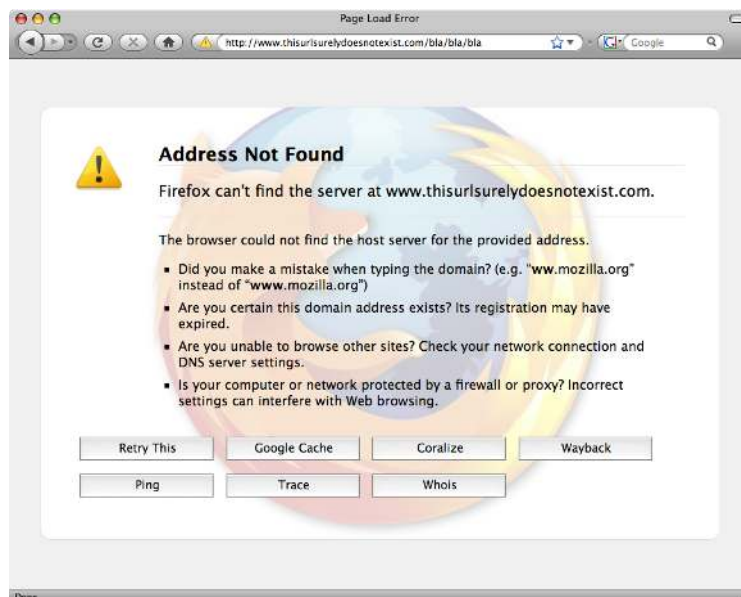 Page Load Error
http://www.thisurlsurelydoesnotexist.com/bla/bla/bla
Google
Address Not Found
Firefox can't find the server at www.thisurlsurelydoesnotexist.com.
The browser could not find the host server for the provided address.
Did you make a mistake when typing the domain? (e.g. "ww.mozilla.org"
instead of "www.mozilla.org")
Are you certain this domain address exists? Its registration may have
expired.
Are you unable to browse other sites? Check your network connection and
DNS server settings.
Is your computer or network protected by a firewall or proxy? Incorrect
settings can interfere with Web browsing.
Retry This Google Cache Coralize Wayback
Ping Trace Whois